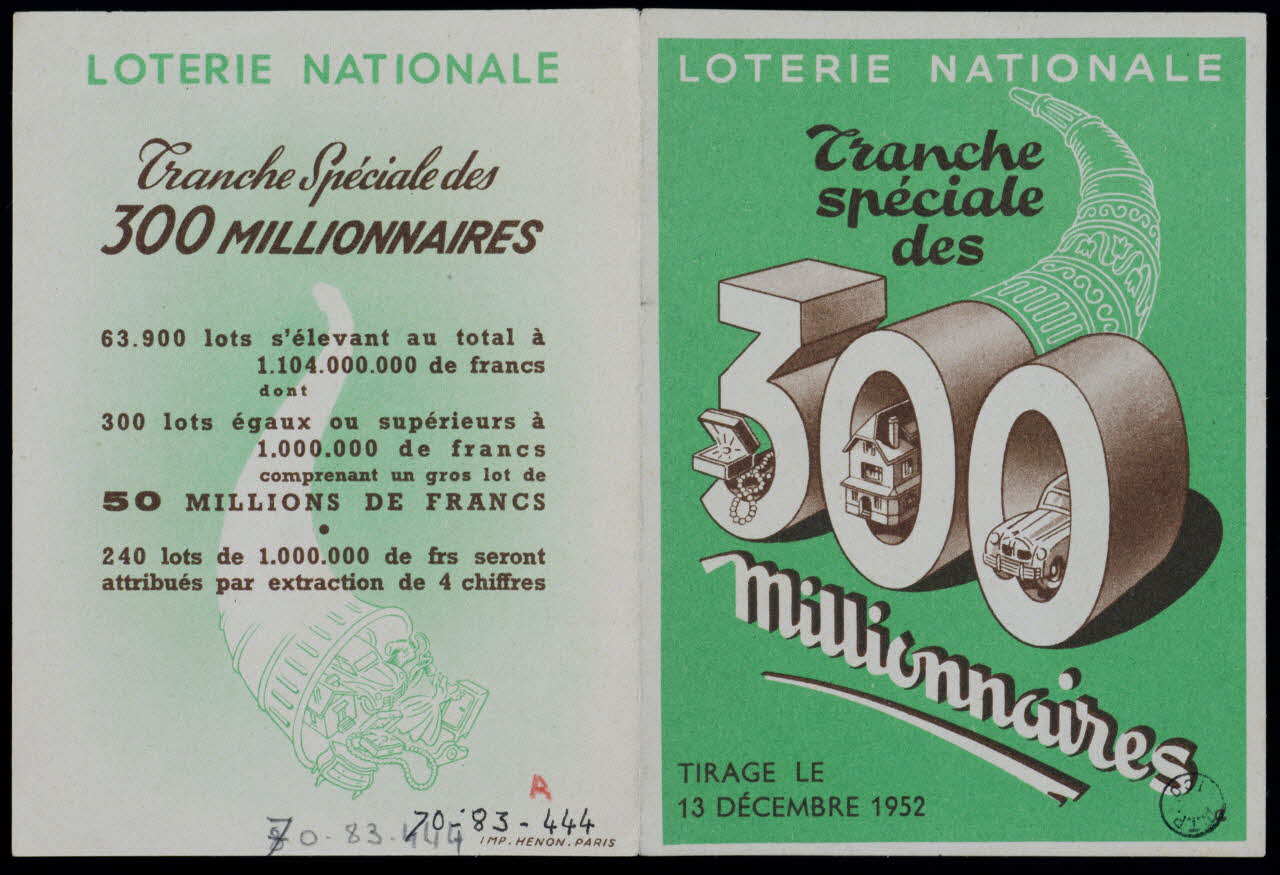 LOTERIE NATIONALE
Tranche Spéciale des
300 MILLIONNAIRES
63.900 lots s'élevant au total à
1.104.000.000 de francs
dont
300 lots égaux ou supérieurs à
1.000.000 de francs
comprenant un gros lot de
50 MILLIONS DE FRANCS
•
240 lots de 1.000.000 de frs seront
attribués par extraction de 4 chiffres
A
70-83-444
70-83-444
IMP. HENON. PARIS
LOTERIE NATIONALE
Tranche
spéciale
des
300
Millionnaires
TIRAGE LE
13 DÉCEMBRE 1952